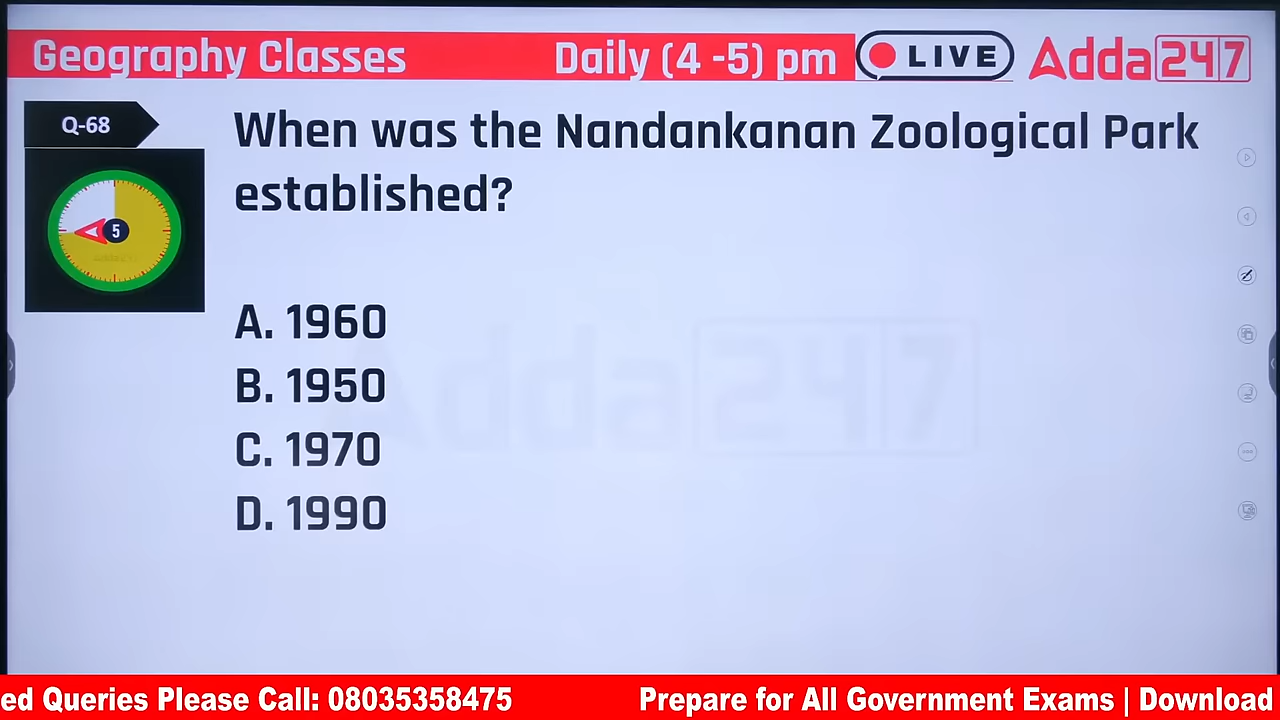 Geography Classes
Daily (4 -5) pm
LIVE
Adda247
Q-68
When was the Nandankanan Zoological Park
established?
5
A. 1960
B. 1950
C. 1970
D. 1990
Adda247
ed Queries Please Call: 08035358475
Prepare for All Government Exams | Download